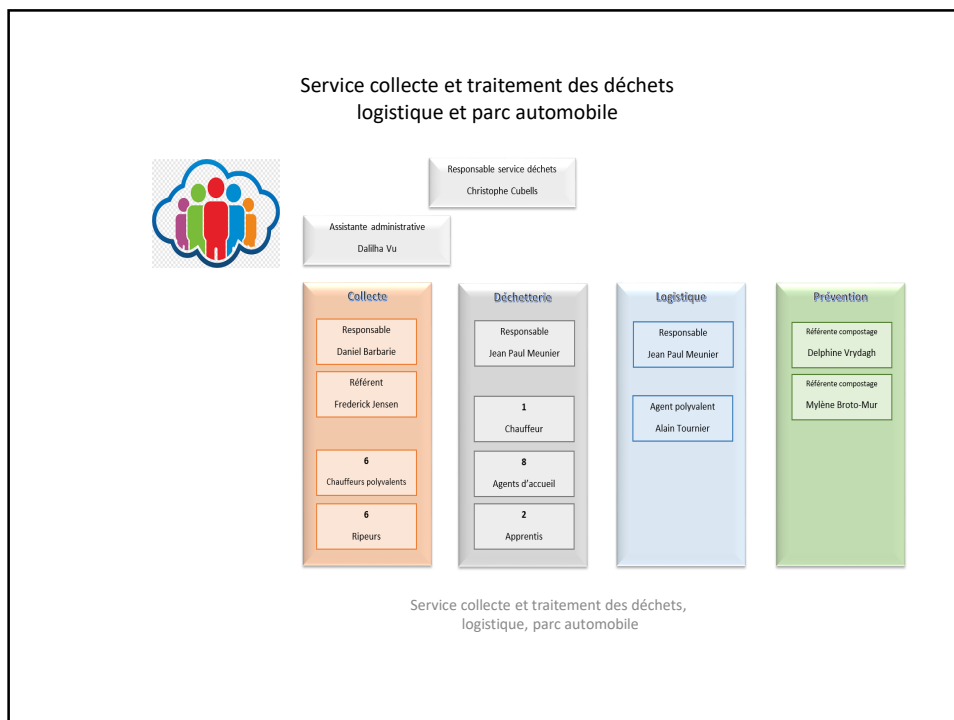 Service collecte et traitement des déchets
logistique et parc automobile
Responsable service déchets
Christophe Cubells
Assistante administrative
Dalilha Vu
Collecte
Responsable
Daniel Barbarie
Référent
Frederick Jensen
6
Chauffeurs polyvalents
6
Ripeurs
Déchetterie
Responsable
Jean Paul Meunier
1
Chauffeur
8
Agents d'accueil
2
Apprentis
Logistique
Responsable
Jean Paul Meunier
Agent polyvalent
Alain Tournier
Prévention
Référente compostage
Delphine Vrydagh
Référente compostage
Mylène Broto-Mur
Service collecte et traitement des déchets,
logistique, parc automobile